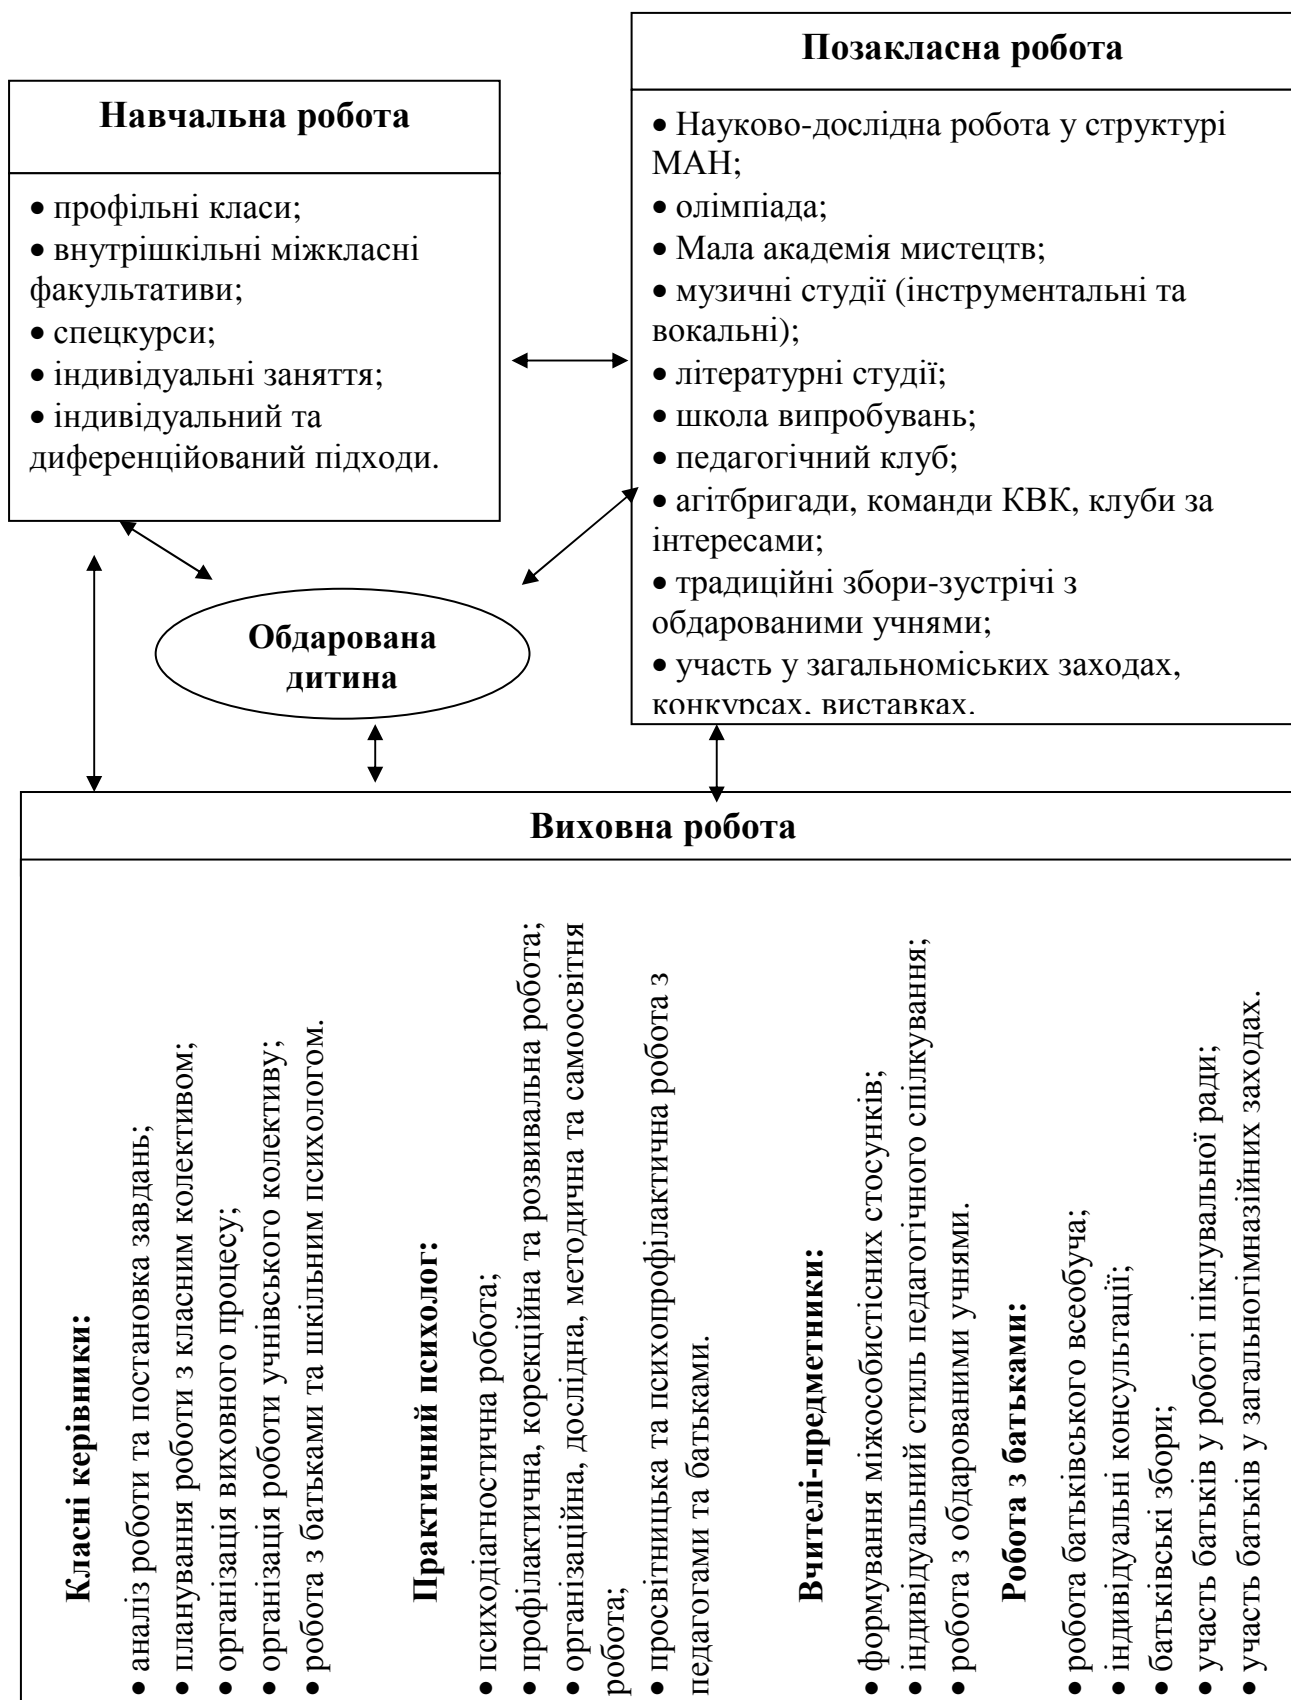 Позакласна робота
Навчальна робота
• профільні класи;
• внутрішкільні міжкласні
факультативи;
• спецкурси;
• індивідуальні заняття;
• індивідуальний та
диференційований підходи.
• Науково-дослідна робота у структурі
МАН;
• олімпіада;
• Мала академія мистецтв;
• музичні студії (інструментальні та
вокальні);
• літературні студії;
• школа випробувань;
• педагогічний клуб;
• агітбригади, команди КВК, клуби за
інтересами;
• традиційні збори-зустрічі з
обдарованими учнями;
• участь у загальноміських заходах,
конкурсах, виставках.
Обдарована
дитина
Виховна робота
Класні керівники:
• аналіз роботи та постановка завдань;
• планування роботи з класним колективом;
• організація виховного процесу;
• організація роботи учнівського колективу;
• робота з батьками та шкільним психологом.
Практичний психолог:
• психодіагностична робота;
• профілактична, корекційна та розвивальна робота;
• організаційна, дослідна, методична та самоосвітня
робота;
• просвітницька та психопрофілактична робота з
педагогами та батьками.
Вчителі-предметники:
• формування міжособистісних стосунків;
• індивідуальний стиль педагогічного спілкування;
• робота з обдарованими учнями.
Робота з батьками:
• робота батьківського всеобуча;
• індивідуальні консультації;
• батьківські збори;
• участь батьків у роботі піклувальної ради;
• участь батьків у загальногімназійних заходах.